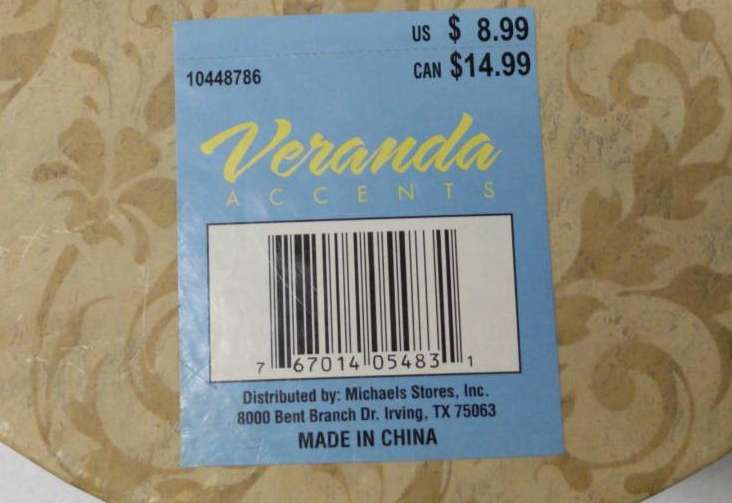 US $ 8.99
10448786 CAN $14.99
Veranda
ACCENTS
7 67014 05483 1
Distributed by: Michaels Stores, Inc.
8000 Bent Branch Dr. Irving, TX 75063
MADE IN CHINA